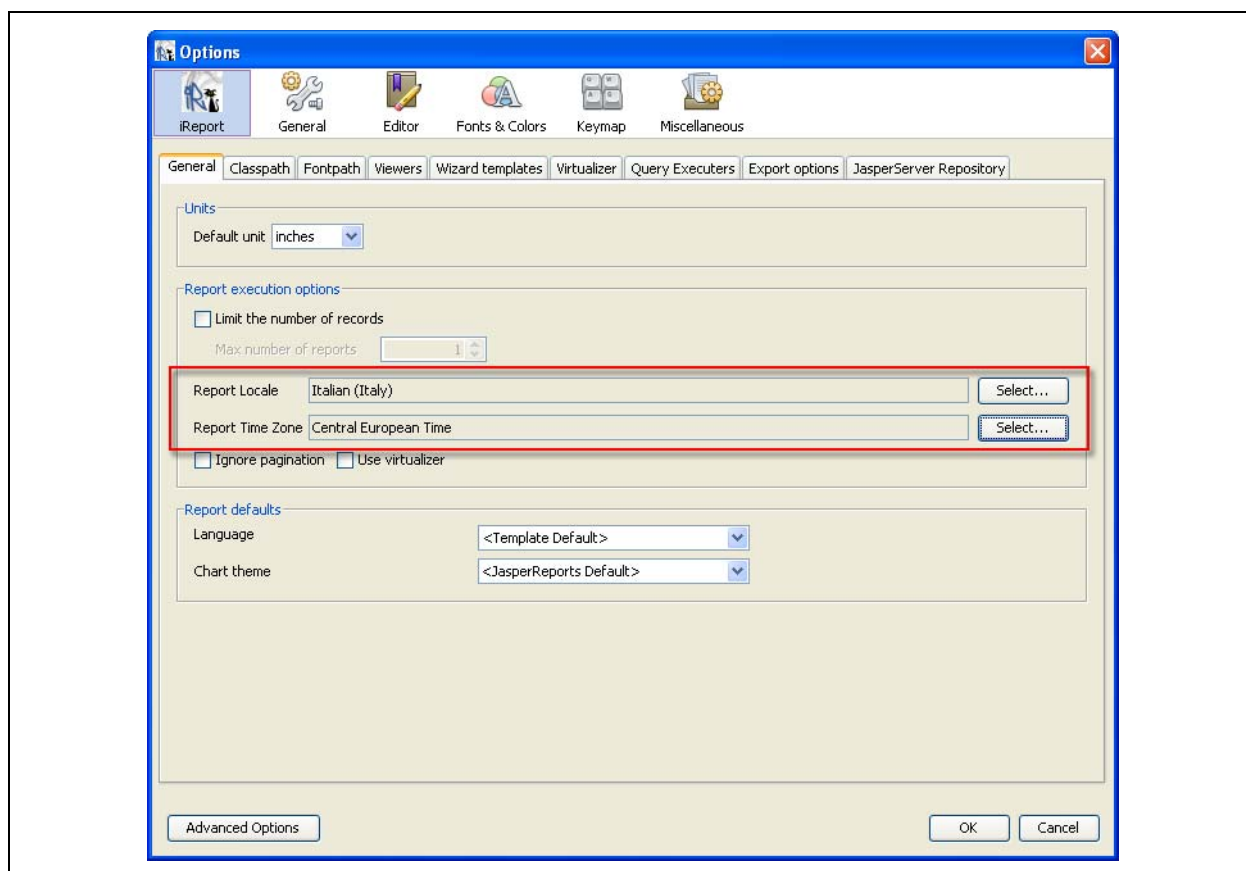 Options
iReport General Editor Fonts & Colors Keymap Miscellaneous
General Classpath Fontpath Viewers Wizard templates Virtualizer Query Executers Export options JasperServer Repository
Units
Default unit inches
Report execution options
Limit the number of records
Max number of reports 1
Report Locale Italian (Italy) Select...
Report Time Zone Central European Time Select...
Ignore pagination Use virtualizer
Report defaults
Language <Template Default>
Chart theme <JasperReports Default>
Advanced Options OK Cancel